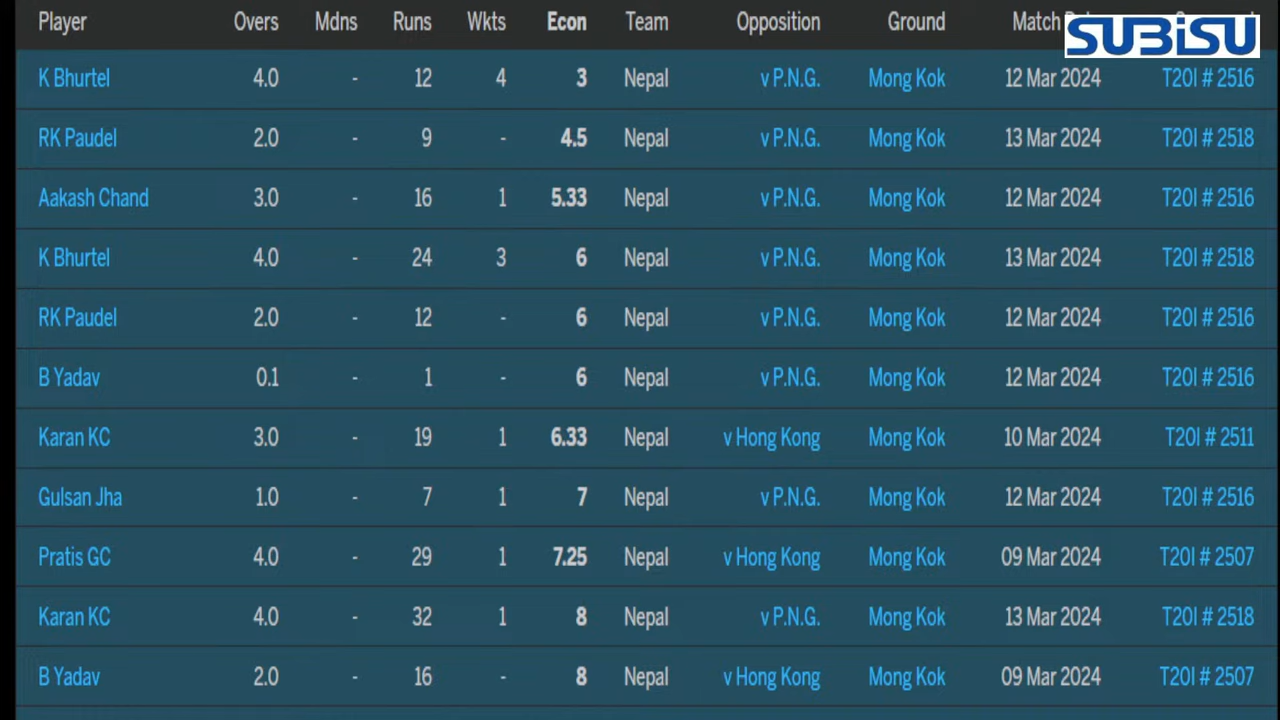 Player Overs Mdns Runs Wkts Econ Team Opposition Ground Match
SUBISU
K Bhurtel 4.0 - 12 4 3 Nepal v P.N.G. Mong Kok 12 Mar 2024 T20I # 2516
RK Paudel 2.0 - 9 - 4.5 Nepal v P.N.G. Mong Kok 13 Mar 2024 T20I # 2518
Aakash Chand 3.0 - 16 1 5.33 Nepal v P.N.G. Mong Kok 12 Mar 2024 T20I # 2516
K Bhurtel 4.0 - 24 3 6 Nepal v P.N.G. Mong Kok 13 Mar 2024 T20I # 2518
RK Paudel 2.0 - 12 - 6 Nepal v P.N.G. Mong Kok 12 Mar 2024 T20I # 2516
B Yadav 0.1 - 1 - 6 Nepal v P.N.G. Mong Kok 12 Mar 2024 T20I # 2516
Karan KC 3.0 - 19 1 6.33 Nepal v Hong Kong Mong Kok 10 Mar 2024 T20I # 2511
Gulsan Jha 1.0 - 7 1 7 Nepal v P.N.G. Mong Kok 12 Mar 2024 T20I # 2516
Pratis GC 4.0 - 29 1 7.25 Nepal v Hong Kong Mong Kok 09 Mar 2024 T20I # 2507
Karan KC 4.0 - 32 1 8 Nepal v P.N.G. Mong Kok 13 Mar 2024 T20I # 2518
B Yadav 2.0 - 16 - 8 Nepal v Hong Kong Mong Kok 09 Mar 2024 T20I # 2507